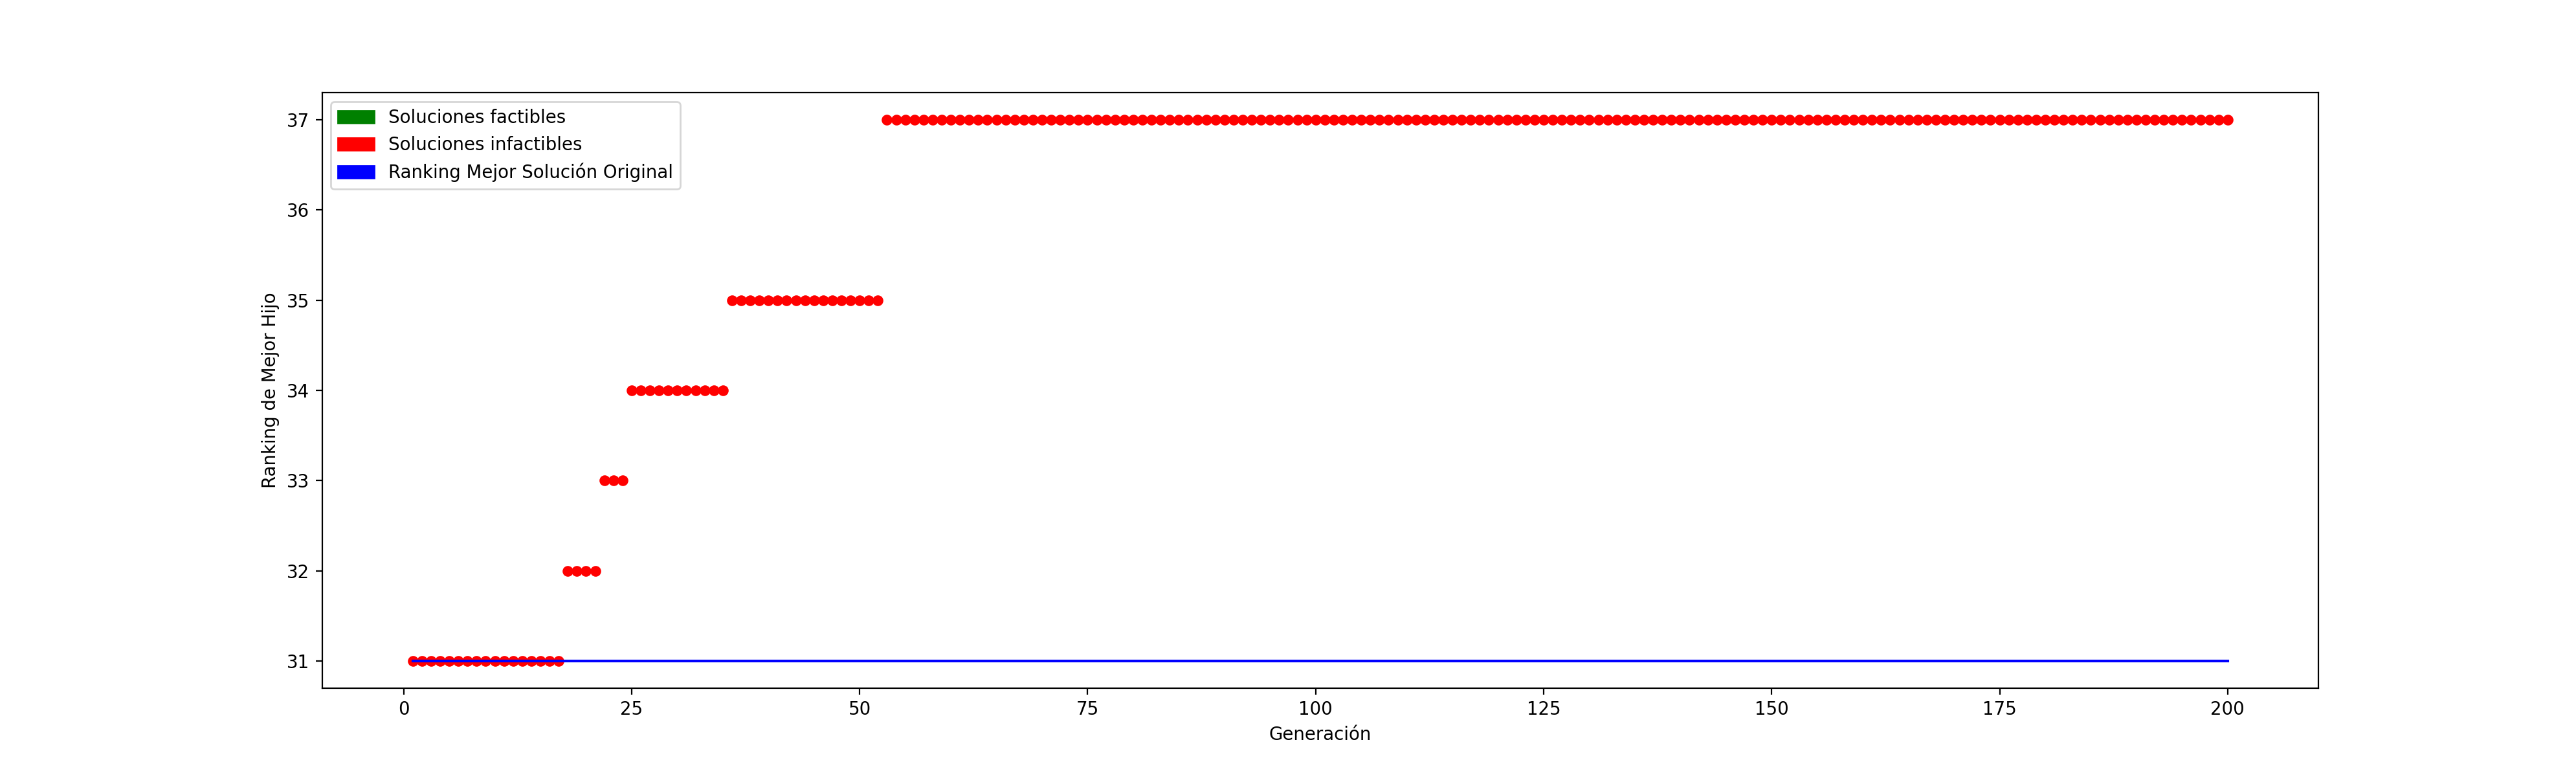 Soluciones factibles
Soluciones infactibles
Ranking Mejor Solución Original
37
36
35
34
33
32
31
Ranking de Mejor Hijo
0 25 50 75 100 125 150 175 200
Generación